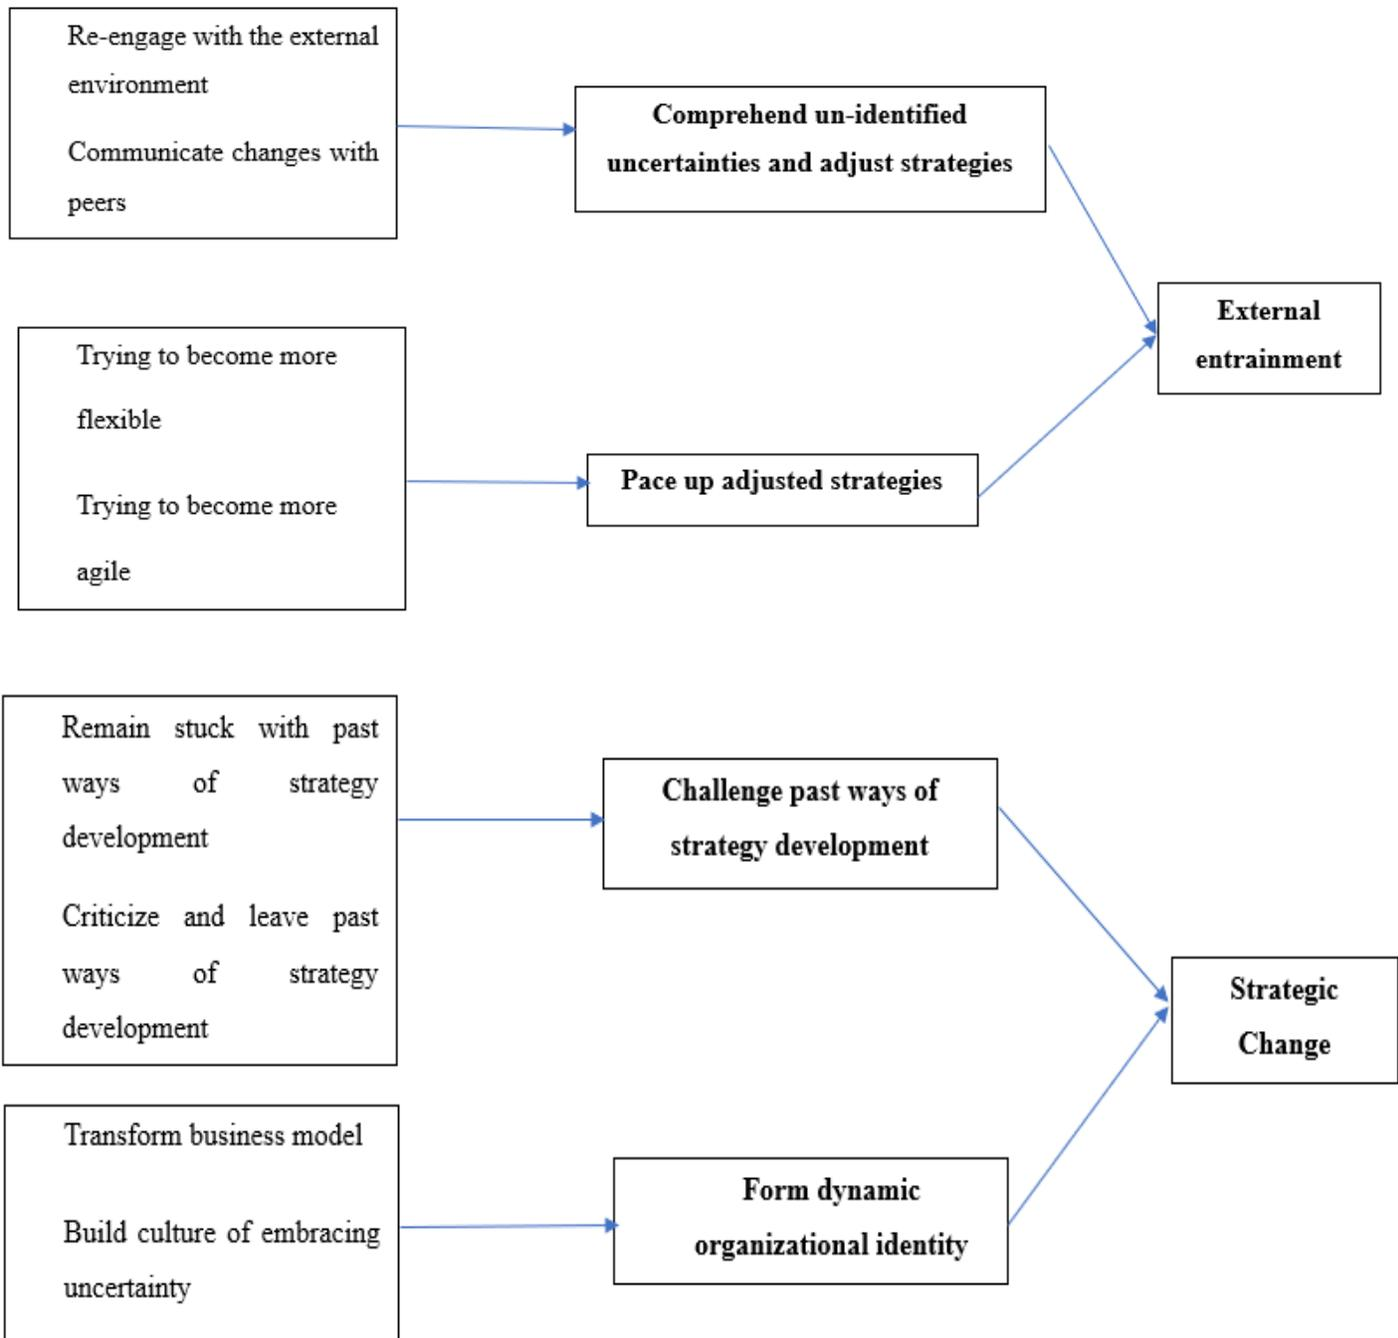 Re-engage with the external
environment
Communicate changes with
peers
Comprehend un-identified
uncertainties and adjust strategies
External
entrainment
Trying to become more
flexible
Trying to become more
agile
Pace up adjusted strategies
Remain stuck with past
ways of strategy
development
Criticize and leave past
ways of strategy
development
Challenge past ways of
strategy development
Strategic
Change
Transform business model
Build culture of embracing
uncertainty
Form dynamic
organizational identity